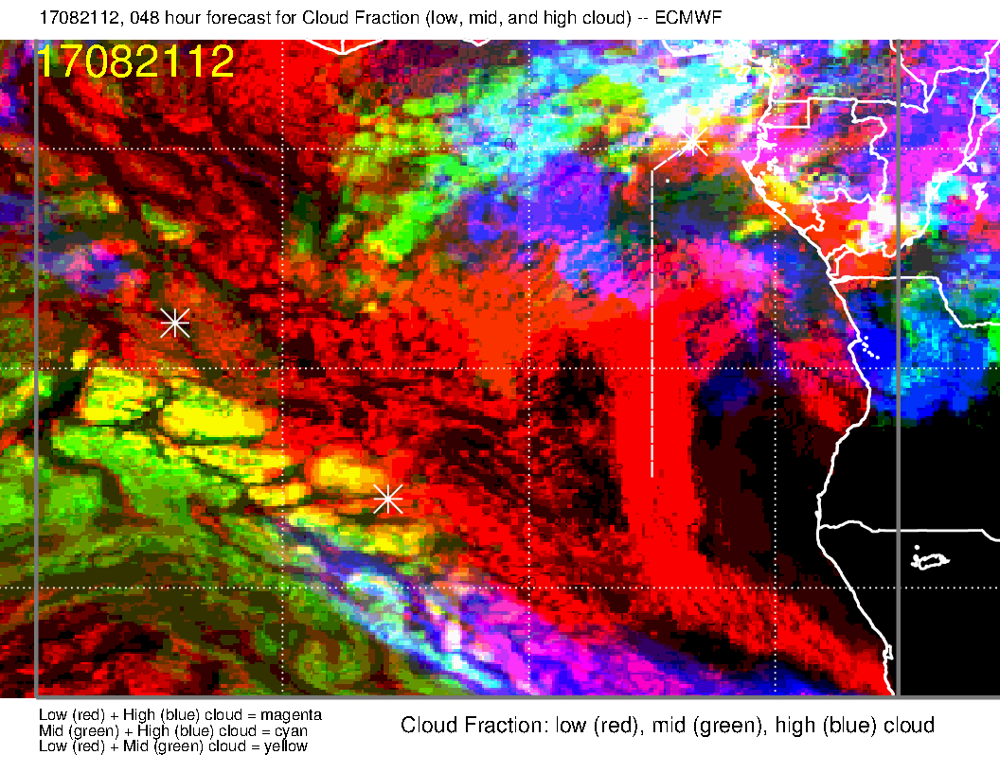 17082112, 048 hour forecast for Cloud Fraction (low, mid, and high cloud) -- ECMWF
17082112
0
Low (red) + High (blue) cloud = magenta
Mid (green) + High (blue) cloud = cyan
Low (red) + Mid (green) cloud = yellow
Cloud Fraction: low (red), mid (green), high (blue) cloud